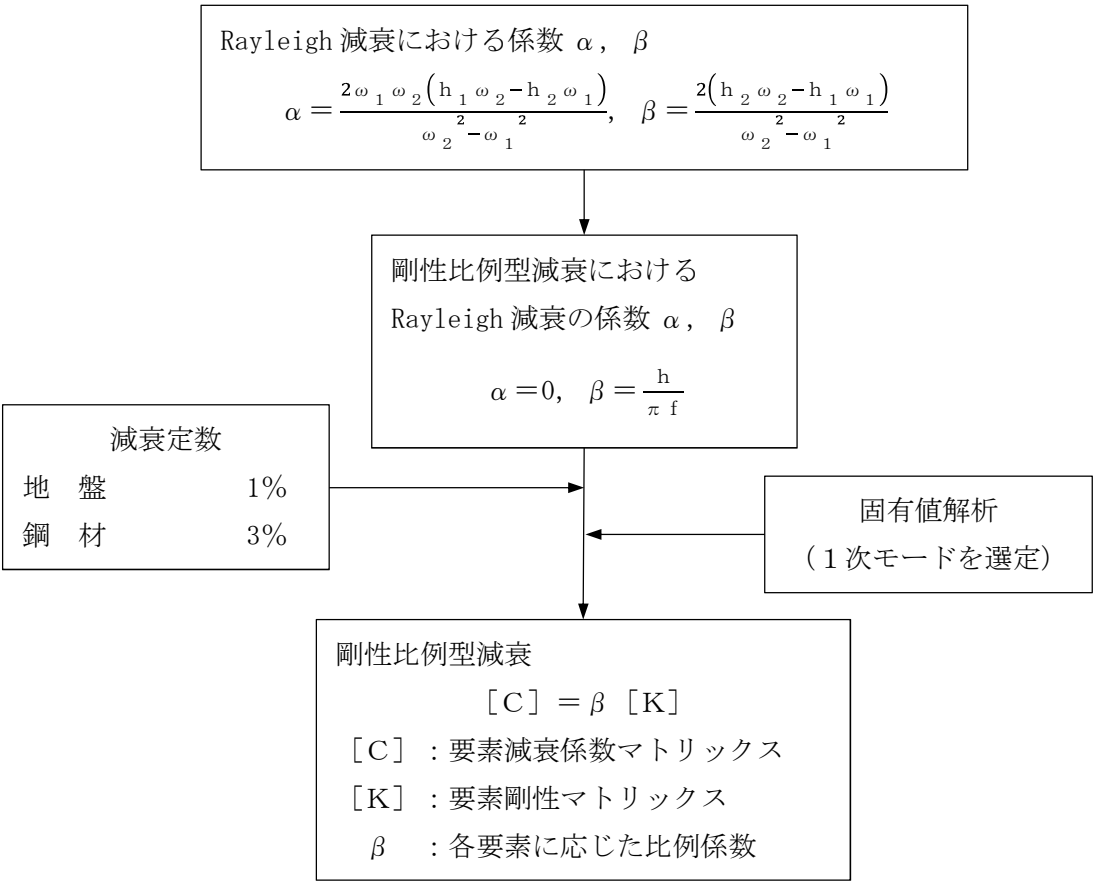 Rayleigh 減衰における係数 α, β
α＝2ω₁ω₂(h₁ω₂−h₂ω₁)/(ω₂²−ω₁²), β＝2(h₂ω₂−h₁ω₁)/(ω₂²−ω₁²)
剛性比例型減衰における
Rayleigh 減衰の係数 α, β
α＝0, β＝h/(πf)
減衰定数
地　盤　1%
鋼　材　3%
固有値解析
（１次モードを選定）
剛性比例型減衰
［C］＝β［K］
［C］：要素減衰係数マトリックス
［K］：要素剛性マトリックス
β　：各要素に応じた比例係数